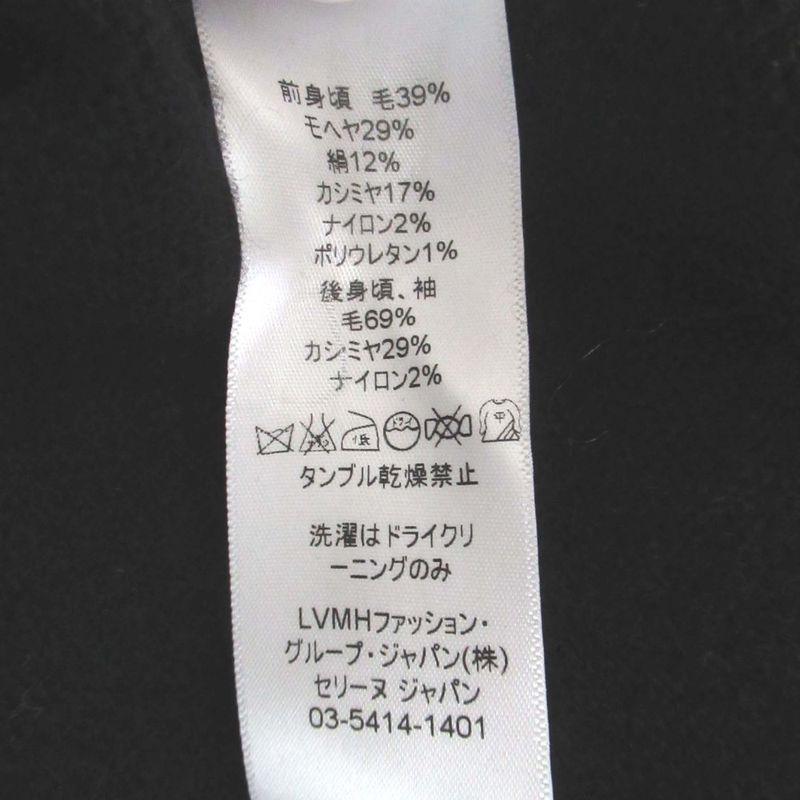 前身頃 毛39%
モヘヤ29%
絹12%
カシミヤ17%
ナイロン2%
ポリウレタン1%
後身頃、袖
毛69%
カシミヤ29%
ナイロン2%
低 ドライ 平
タンブル乾燥禁止
洗濯はドライクリ
ーニングのみ
LVMHファッション・
グループ・ジャパン(株)
セリーヌ ジャパン
03-5414-1401